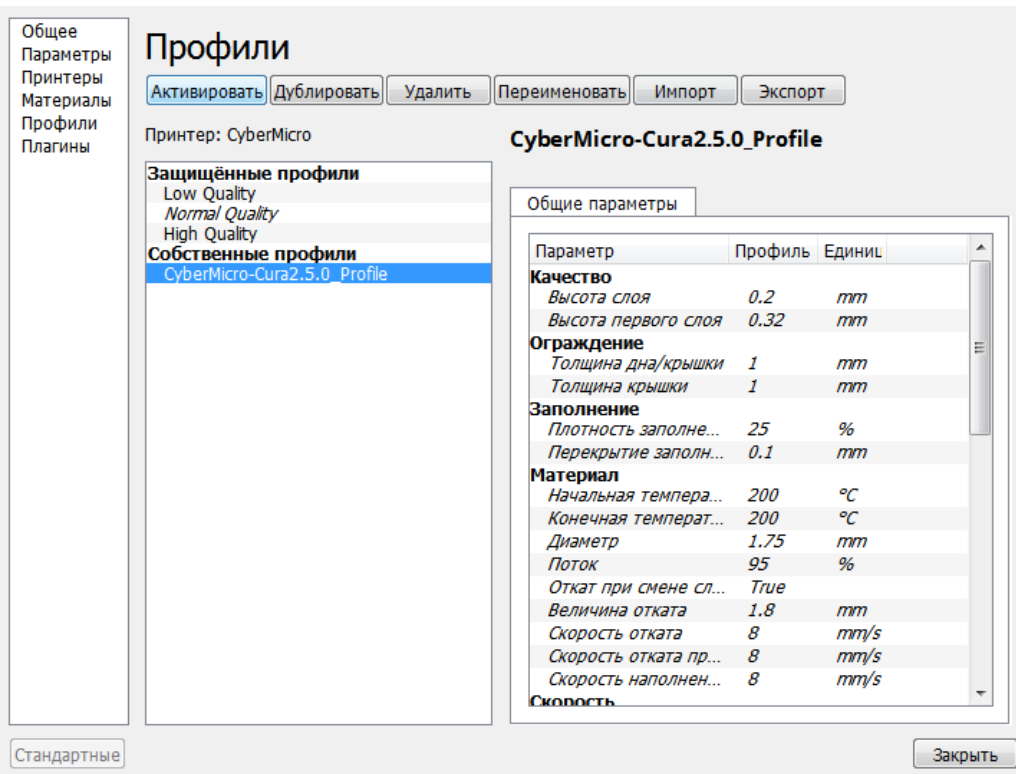 Общее
Параметры
Принтеры
Материалы
Профили
Плагины
Профили
Активировать Дублировать Удалить Переименовать Импорт Экспорт
Принтер: CyberMicro
Защищённые профили
Low Quality
Normal Quality
High Quality
Собственные профили
CyberMicro-Cura2.5.0_Profile
CyberMicro-Cura2.5.0_Profile
Общие параметры
Параметр Профиль Единиц
Качество
Высота слоя 0.2 mm
Высота первого слоя 0.32 mm
Ограждение
Толщина дна/крышки 1 mm
Толщина крышки 1 mm
Заполнение
Плотность заполне... 25 %
Перекрытие заполн... 0.1 mm
Материал
Начальная темпера... 200 °C
Конечная температ... 200 °C
Диаметр 1.75 mm
Поток 95 %
Откат при смене сл... True
Величина отката 1.8 mm
Скорость отката 8 mm/s
Скорость отката пр... 8 mm/s
Скорость наполнен... 8 mm/s
Скорость
Стандартные
Закрыть